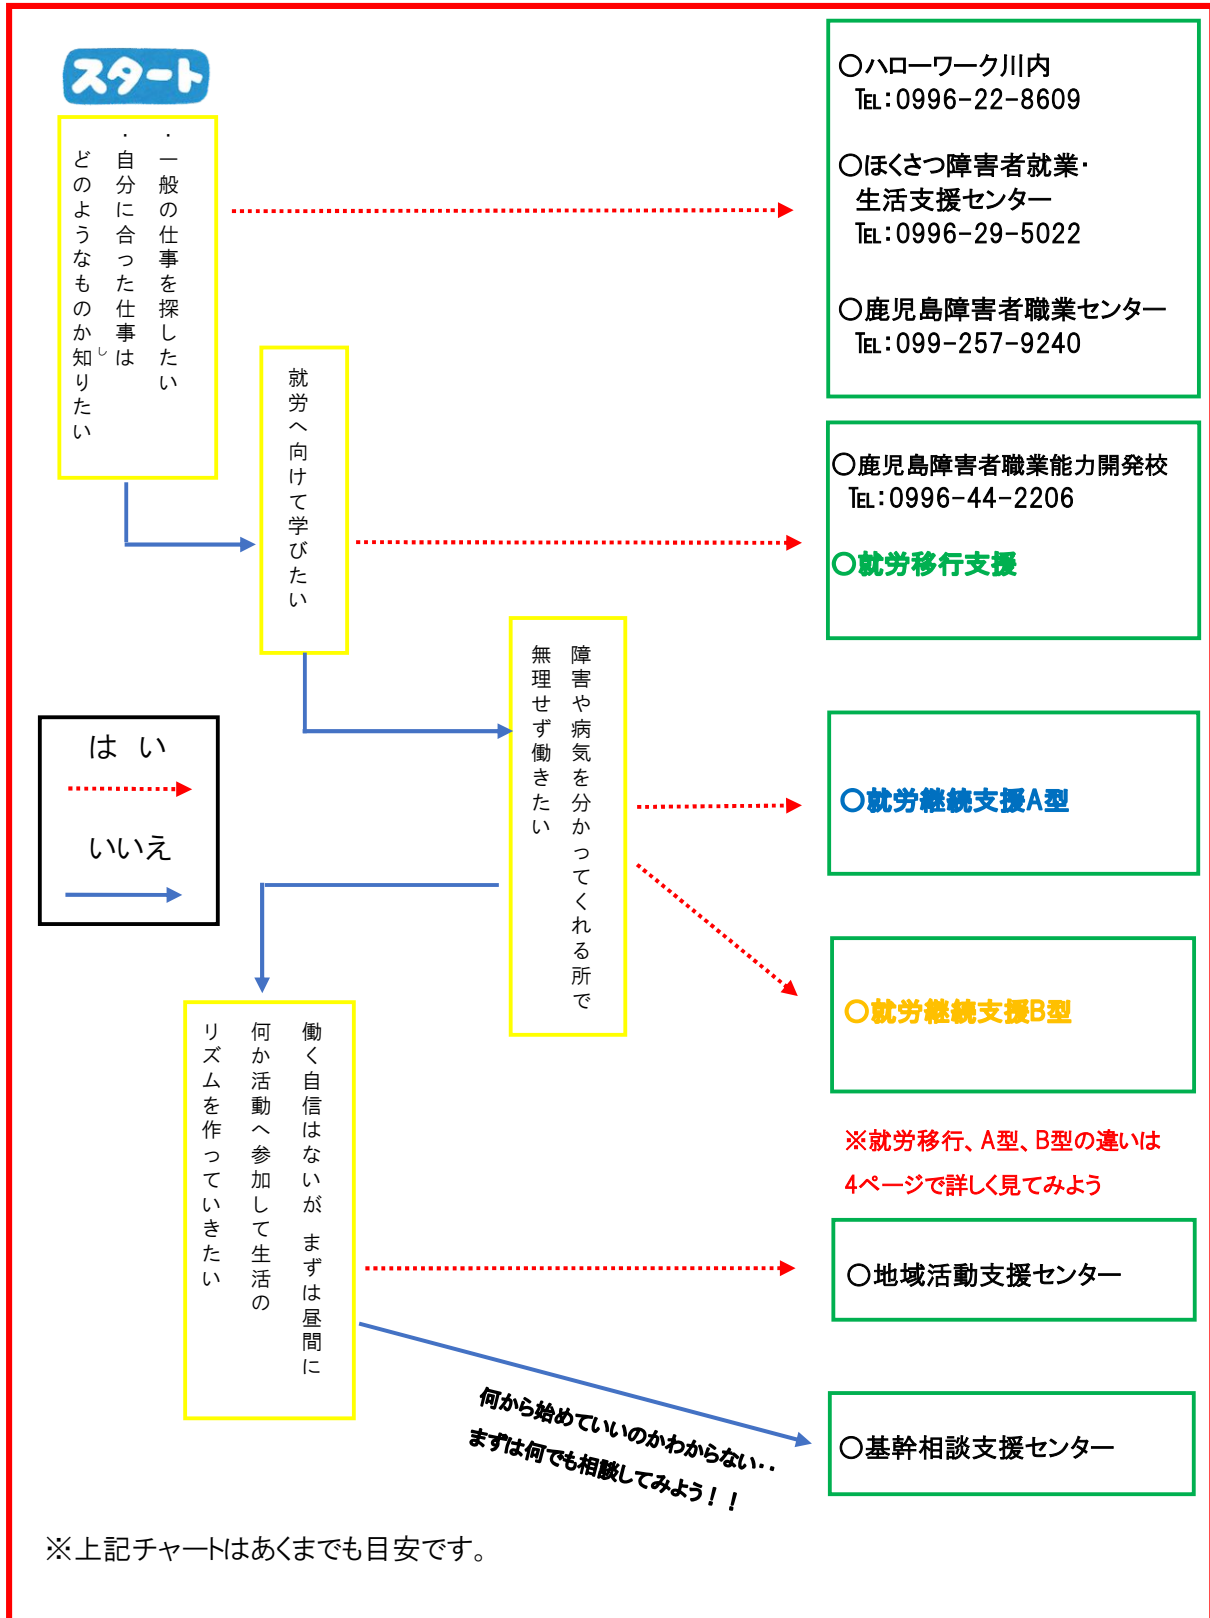 スタート
・一般の仕事を探したい
・自分に合った仕事は
どのようなものか知りたい
し
○ハローワーク川内
℡：0996-22-8609
○ほくさつ障害者就業・
生活支援センター
℡：0996-29-5022
○鹿児島障害者職業センター
℡：099-257-9240
就労へ向けて学びたい
○鹿児島障害者職業能力開発校
℡：0996-44-2206
○就労移行支援
障害や病気を分かってくれる所で
無理せず働きたい
はい
いいえ
○就労継続支援A型
○就労継続支援B型
※就労移行、A型、B型の違いは
4ページで詳しく見てみよう
働く自信はないが まずは昼間に
何か活動へ参加して生活の
リズムを作っていきたい
○地域活動支援センター
何から始めていいのかわからない‥
まずは何でも相談してみよう！！
○基幹相談支援センター
※上記チャートはあくまでも目安です。